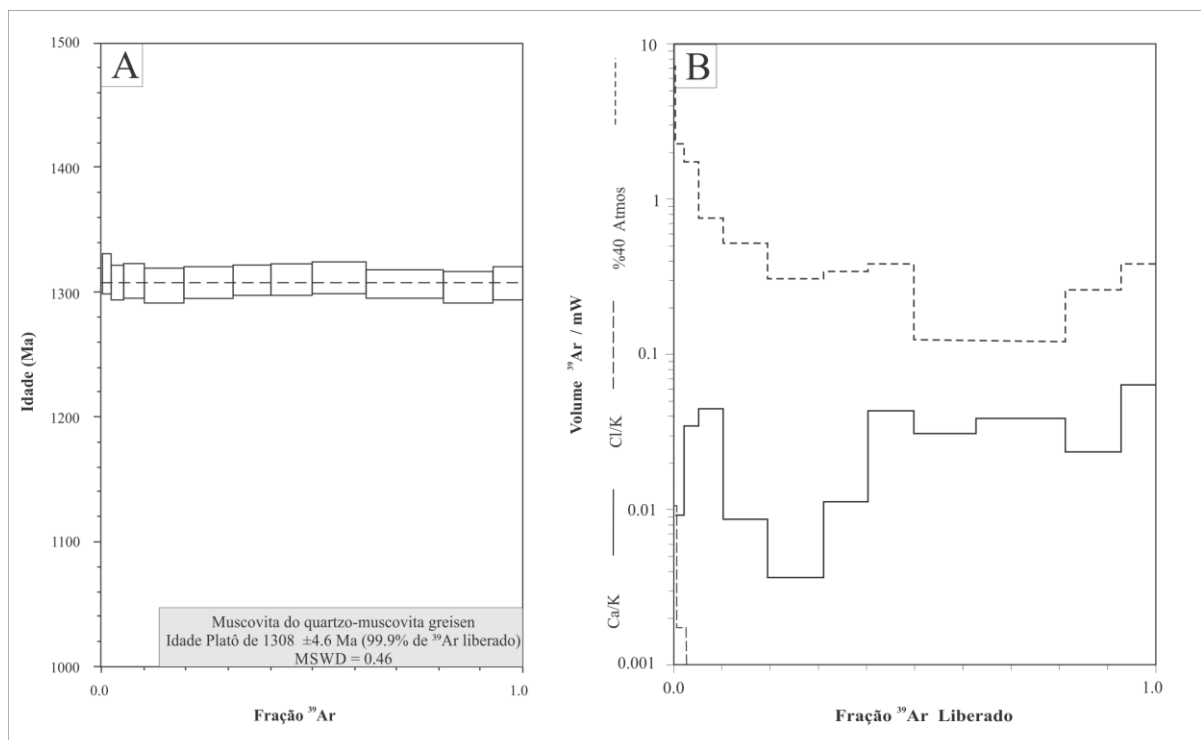 A
1500
1400
1300
1200
1100
1000
Idade (Ma)
Muscovita do quartzo-muscovita greisen
Idade Platô de 1308 ±4.6 Ma (99.9% de ³⁹Ar liberado)
MSWD = 0.46
0.0
1.0
Fração ³⁹Ar
B
10
1
0.1
0.01
0.001
%40 Atmos
Volume ³⁹Ar / mW
Cl/K
Ca/K
0.0
1.0
Fração ³⁹Ar Liberado